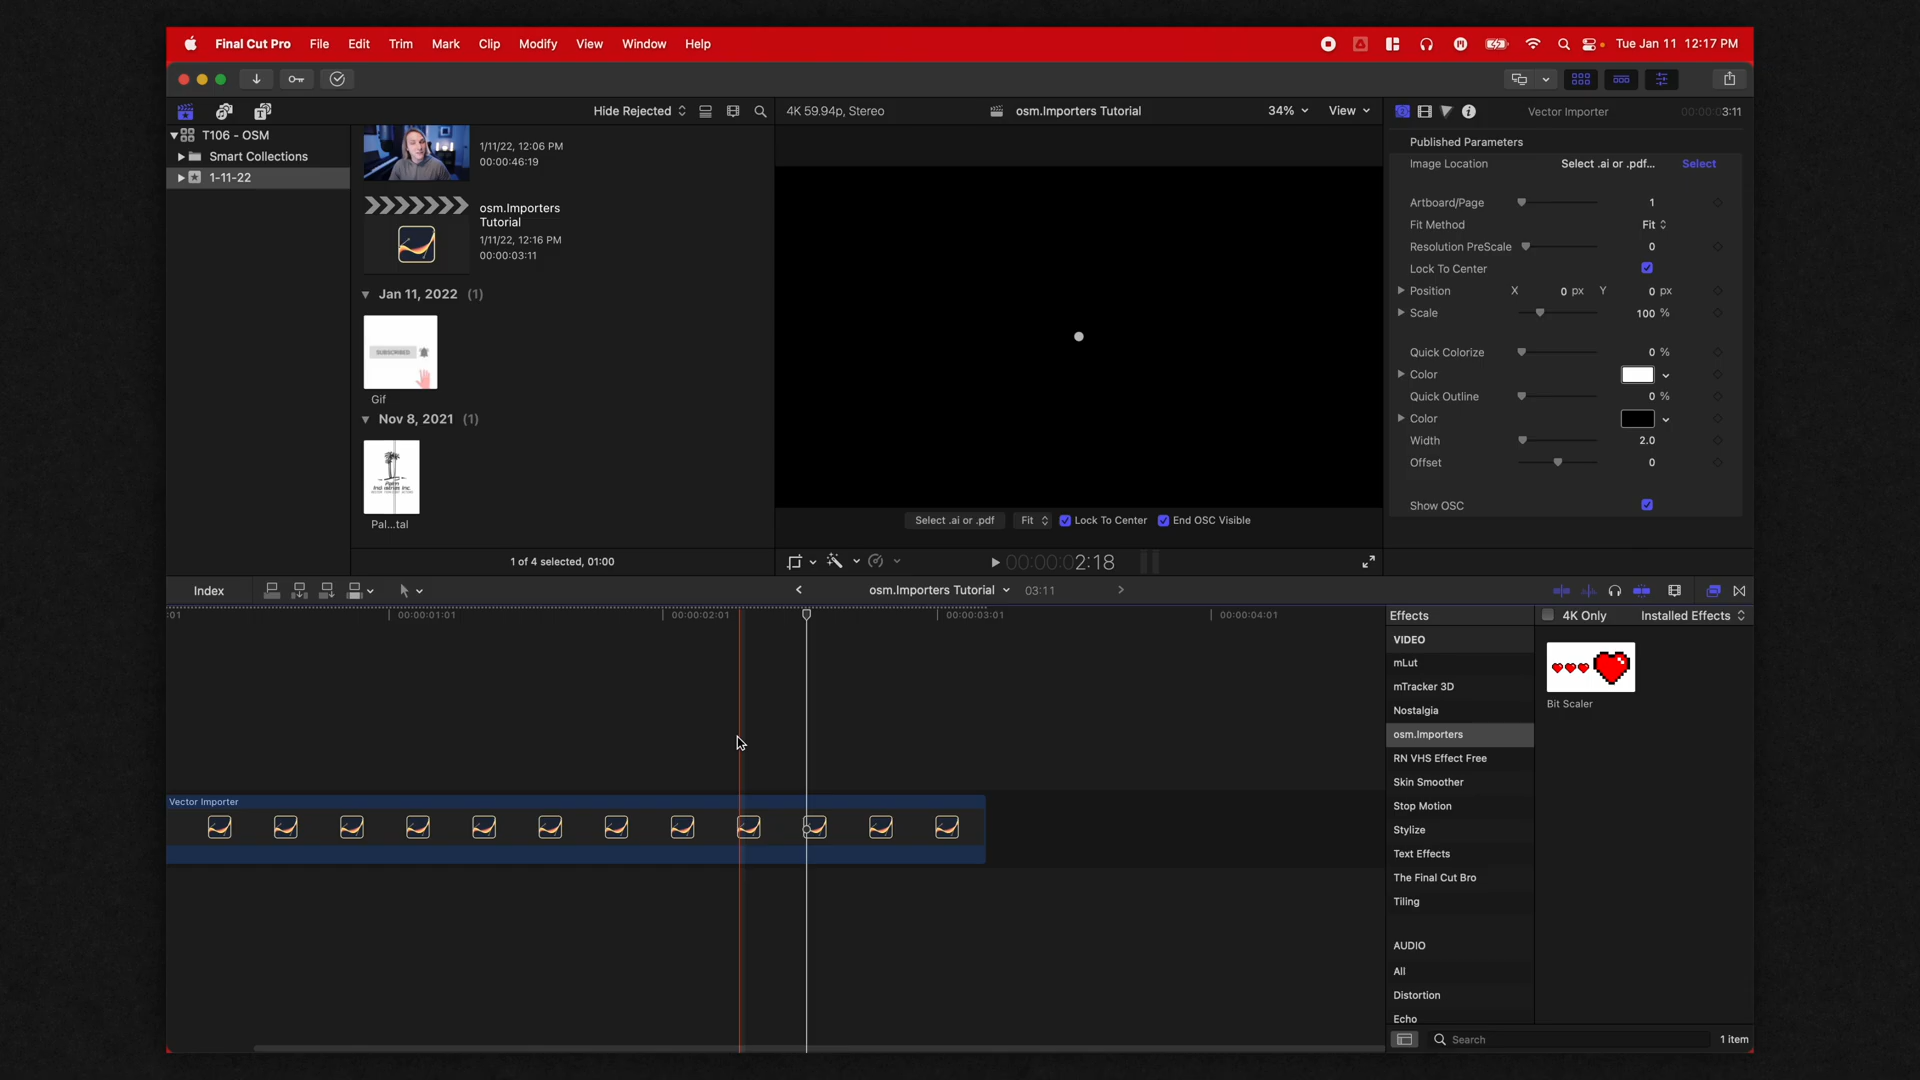 Final Cut Pro File Edit Trim Mark Clip Modify View Window Help Tue Jan 11 12:17 PM
Hide Rejected 4K 59.94p, Stereo osm.Importers Tutorial 34% View Vector Importer 00:00:03:11
T106 - OSM
Smart Collections
1-11-22
1/11/22, 12:06 PM
00:00:46:19
osm.Importers
Tutorial
1/11/22, 12:16 PM
00:00:03:11
Jan 11, 2022 (1)
SUBSCRIBED
Gif
Nov 8, 2021 (1)
Pal...tal
1 of 4 selected, 01:00
Select .ai or .pdf Fit Lock To Center End OSC Visible
00:00:02:18
Published Parameters
Image Location Select .ai or .pdf... Select
Artboard/Page 1
Fit Method Fit
Resolution PreScale 0
Lock To Center
Position X 0 px Y 0 px
Scale 100 %
Quick Colorize 0 %
Color
Quick Outline 0 %
Color
Width 2.0
Offset 0
Show OSC
Index osm.Importers Tutorial 03:11
:01 00:00:01:01 00:00:02:01 00:00:03:01 00:00:04:01
Vector Importer
Effects 4K Only Installed Effects
VIDEO
mLut
mTracker 3D
Nostalgia
osm.Importers
RN VHS Effect Free
Skin Smoother
Stop Motion
Stylize
Text Effects
The Final Cut Bro
Tiling
AUDIO
All
Distortion
Echo
Bit Scaler
Search 1 item